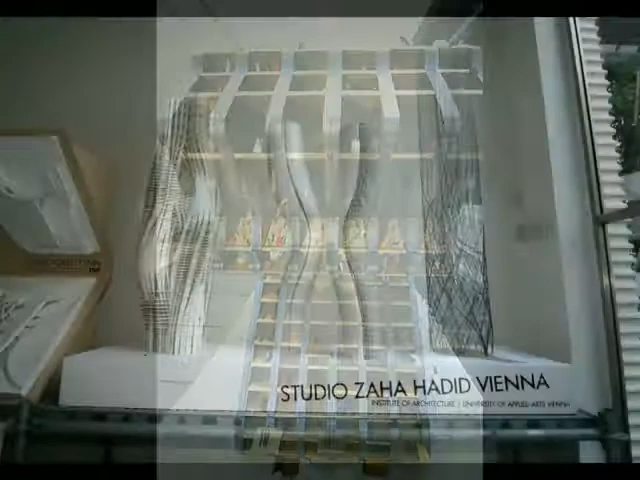 STUDIO ZAHA HADID VIENNA
INSTITUTE OF ARCHITECTURE | UNIVERSITY OF APPLIED ARTS VIENNA